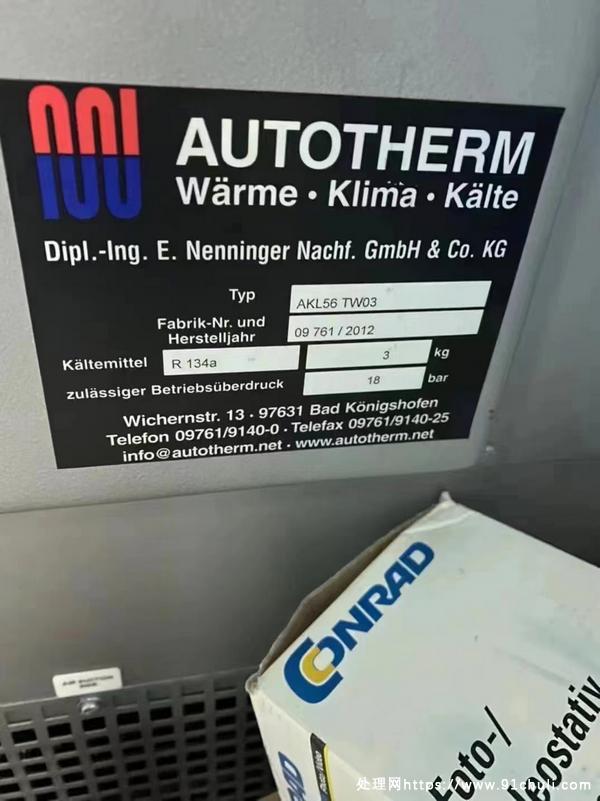 AUTOTHERM
Wärme • Klima • Kälte
Dipl.-Ing. E. Nenninger Nachf. GmbH & Co. KG
Typ AKL56 TW03
Fabrik-Nr. und
Herstelljahr 09 761 / 2012
Kältemittel R 134a 3 kg
zulässiger Betriebsüberdruck 18 bar
Wichernstr. 13 • 97631 Bad Königshofen
Telefon 09761/9140-0 • Telefax 09761/9140-25
info@autotherm.net • www.autotherm.net
CONRAD
AIR SUCTION
Foto-/
处理网https://www.91chuli.com